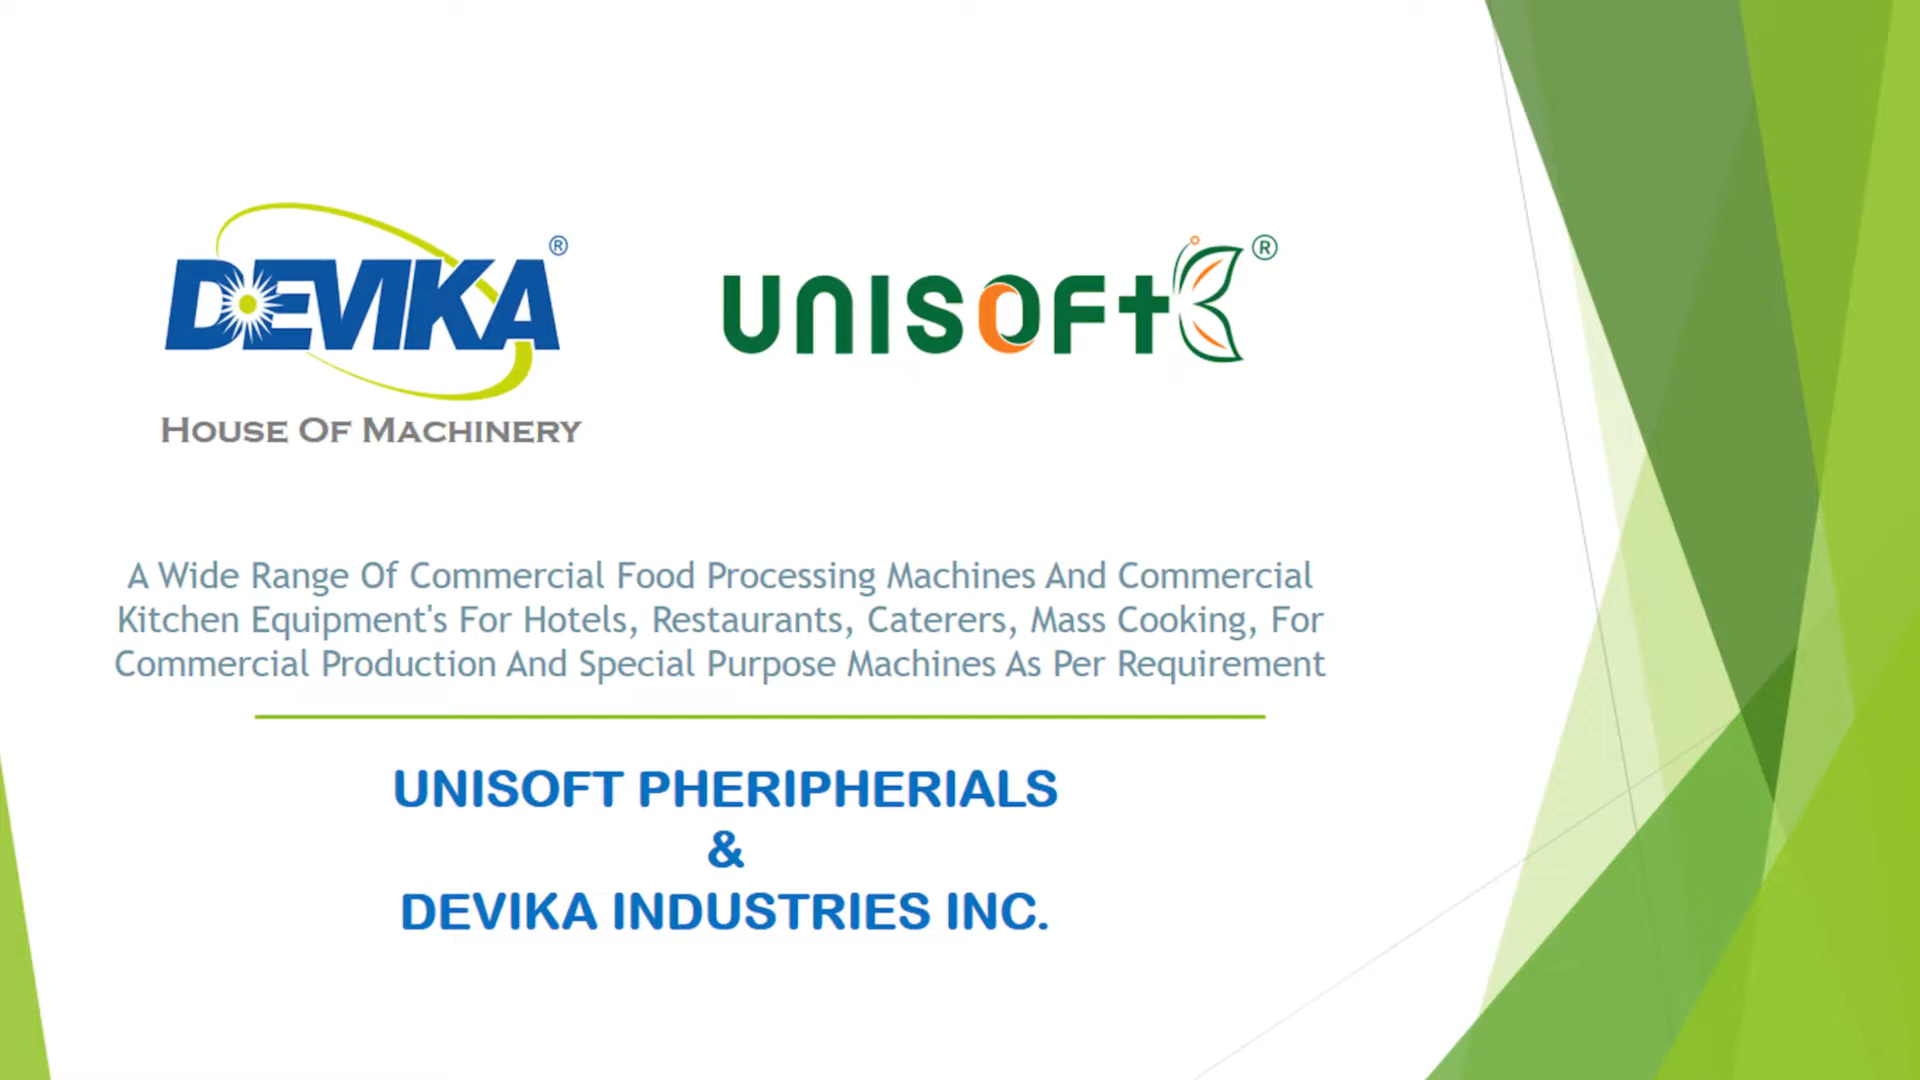 DEVIKA ®
UNISOFT ®
HOUSE OF MACHINERY
A Wide Range Of Commercial Food Processing Machines And Commercial
Kitchen Equipment's For Hotels, Restaurants, Caterers, Mass Cooking, For
Commercial Production And Special Purpose Machines As Per Requirement
UNISOFT PHERIPHERIALS
&
DEVIKA INDUSTRIES INC.